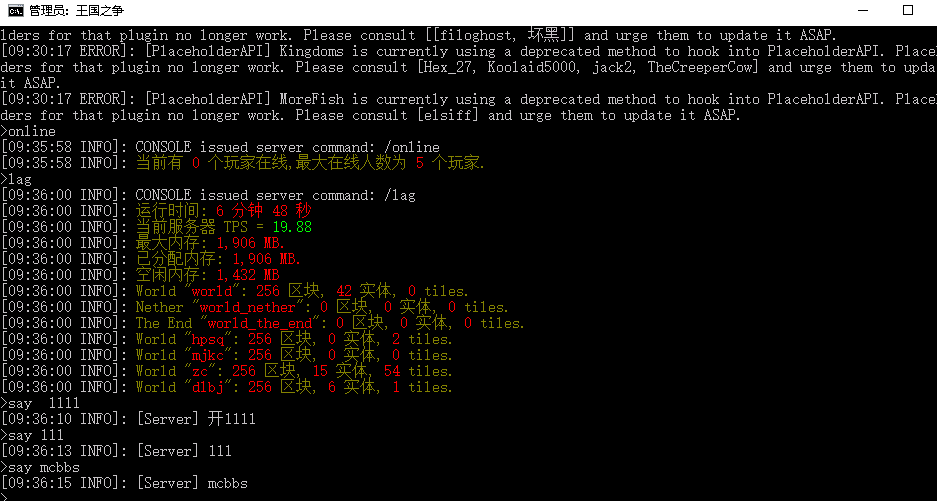 管理员: 王国之争
lders for that plugin no longer work. Please consult [[filoghost, 坏黑]] and urge them to update it ASAP.
[09:30:17 ERROR]: [PlaceholderAPI] Kingdoms is currently using a deprecated method to hook into PlaceholderAPI. Place
ders for that plugin no longer work. Please consult [Hex_27, Koolaid5000, jack2, TheCreeperCow] and urge them to upda
it ASAP.
[09:30:17 ERROR]: [PlaceholderAPI] MoreFish is currently using a deprecated method to hook into PlaceholderAPI. Place
ders for that plugin no longer work. Please consult [elsiff] and urge them to update it ASAP.
>online
[09:35:58 INFO]: CONSOLE issued server command: /online
[09:35:58 INFO]: 当前有 0 个玩家在线,最大在线人数为 5 个玩家.
>lag
[09:36:00 INFO]: CONSOLE issued server command: /lag
[09:36:00 INFO]: 运行时间: 6 分钟 48 秒
[09:36:00 INFO]: 当前服务器 TPS = 19.88
[09:36:00 INFO]: 最大内存: 1,906 MB.
[09:36:00 INFO]: 已分配内存: 1,906 MB.
[09:36:00 INFO]: 空闲内存: 1,432 MB
[09:36:00 INFO]: World "world": 256 区块, 42 实体, 0 tiles.
[09:36:00 INFO]: Nether "world_nether": 0 区块, 0 实体, 0 tiles.
[09:36:00 INFO]: The End "world_the_end": 0 区块, 0 实体, 0 tiles.
[09:36:00 INFO]: World "hpsq": 256 区块, 0 实体, 2 tiles.
[09:36:00 INFO]: World "mjkc": 256 区块, 0 实体, 0 tiles.
[09:36:00 INFO]: World "zc": 256 区块, 15 实体, 54 tiles.
[09:36:00 INFO]: World "dlbj": 256 区块, 6 实体, 1 tiles.
>say  1111
[09:36:10 INFO]: [Server] 开1111
>say 111
[09:36:13 INFO]: [Server] 111
>say mcbbs
[09:36:15 INFO]: [Server] mcbbs
>